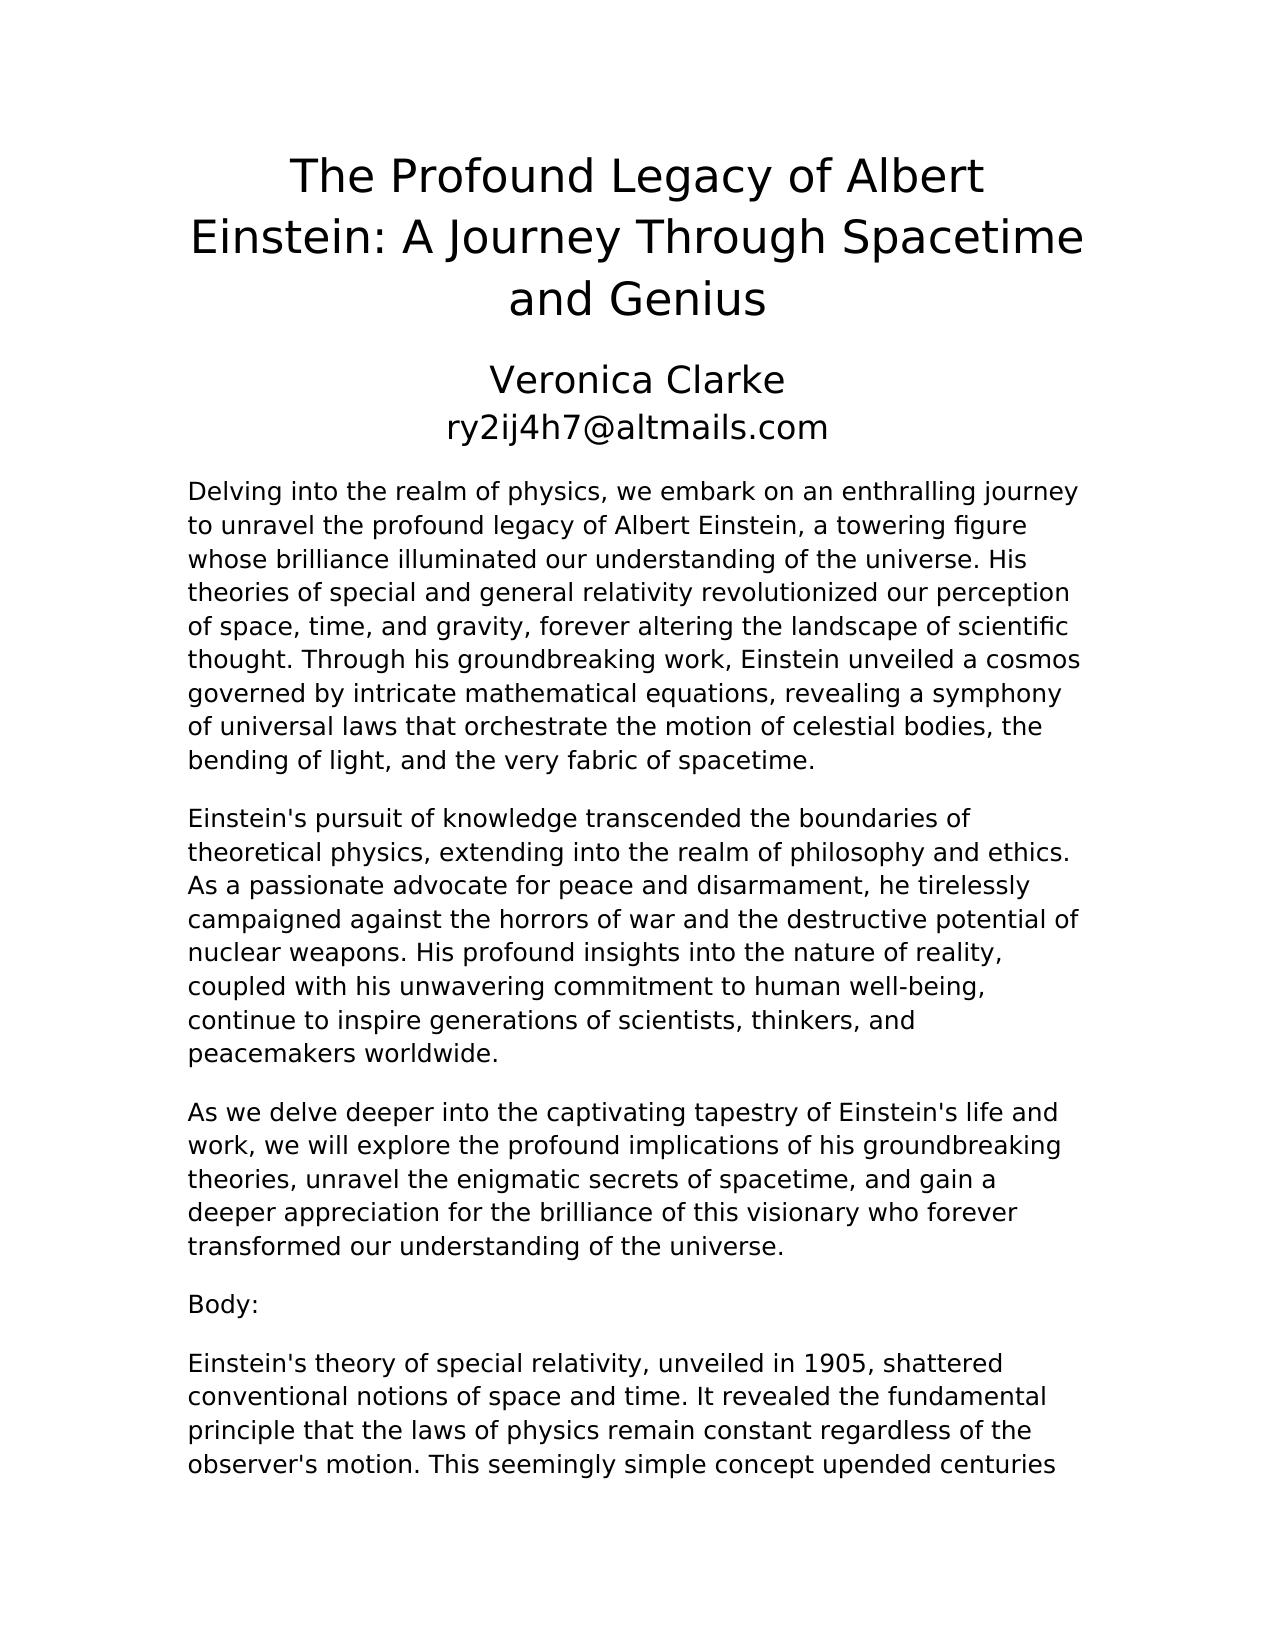 The Profound Legacy of Albert
Einstein: A Journey Through Spacetime
and Genius
Veronica Clarke
ry2ij4h7@altmails.com
Delving into the realm of physics, we embark on an enthralling journey
to unravel the profound legacy of Albert Einstein, a towering figure
whose brilliance illuminated our understanding of the universe. His
theories of special and general relativity revolutionized our perception
of space, time, and gravity, forever altering the landscape of scientific
thought. Through his groundbreaking work, Einstein unveiled a cosmos
governed by intricate mathematical equations, revealing a symphony
of universal laws that orchestrate the motion of celestial bodies, the
bending of light, and the very fabric of spacetime.
Einstein's pursuit of knowledge transcended the boundaries of
theoretical physics, extending into the realm of philosophy and ethics.
As a passionate advocate for peace and disarmament, he tirelessly
campaigned against the horrors of war and the destructive potential of
nuclear weapons. His profound insights into the nature of reality,
coupled with his unwavering commitment to human well-being,
continue to inspire generations of scientists, thinkers, and
peacemakers worldwide.
As we delve deeper into the captivating tapestry of Einstein's life and
work, we will explore the profound implications of his groundbreaking
theories, unravel the enigmatic secrets of spacetime, and gain a
deeper appreciation for the brilliance of this visionary who forever
transformed our understanding of the universe.
Body:
Einstein's theory of special relativity, unveiled in 1905, shattered
conventional notions of space and time. It revealed the fundamental
principle that the laws of physics remain constant regardless of the
observer's motion. This seemingly simple concept upended centuries